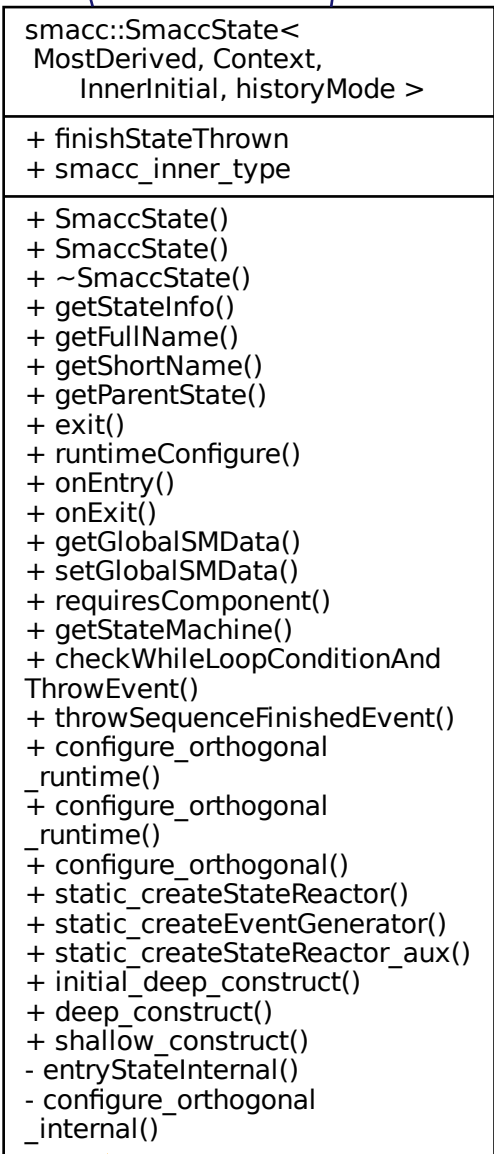 smacc::SmaccState<
MostDerived, Context,
InnerInitial, historyMode >
+ finishStateThrown
+ smacc_inner_type
+ SmaccState()
+ SmaccState()
+ ~SmaccState()
+ getStateInfo()
+ getFullName()
+ getShortName()
+ getParentState()
+ exit()
+ runtimeConfigure()
+ onEntry()
+ onExit()
+ getGlobalSMData()
+ setGlobalSMData()
+ requiresComponent()
+ getStateMachine()
+ checkWhileLoopConditionAnd
ThrowEvent()
+ throwSequenceFinishedEvent()
+ configure_orthogonal
_runtime()
+ configure_orthogonal
_runtime()
+ configure_orthogonal()
+ static_createStateReactor()
+ static_createEventGenerator()
+ static_createStateReactor_aux()
+ initial_deep_construct()
+ deep_construct()
+ shallow_construct()
- entryStateInternal()
- configure_orthogonal
_internal()